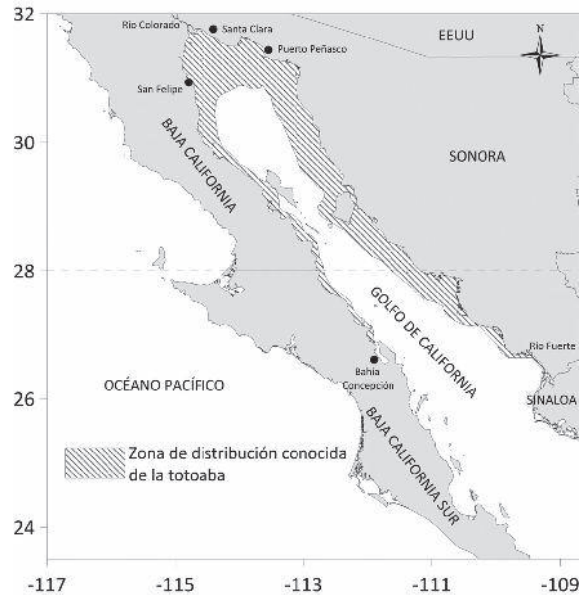 32
Río Colorado
Santa Clara
EEUU
N
Puerto Peñasco
San Felipe
30
BAJA CALIFORNIA
SONORA
28
GOLFO DE CALIFORNIA
Río Fuerte
Bahía
Concepción
OCÉANO PACÍFICO
26
SINALOA
BAJA CALIFORNIA SUR
Zona de distribución conocida
de la totoaba
24
-117
-115
-113
-111
-109